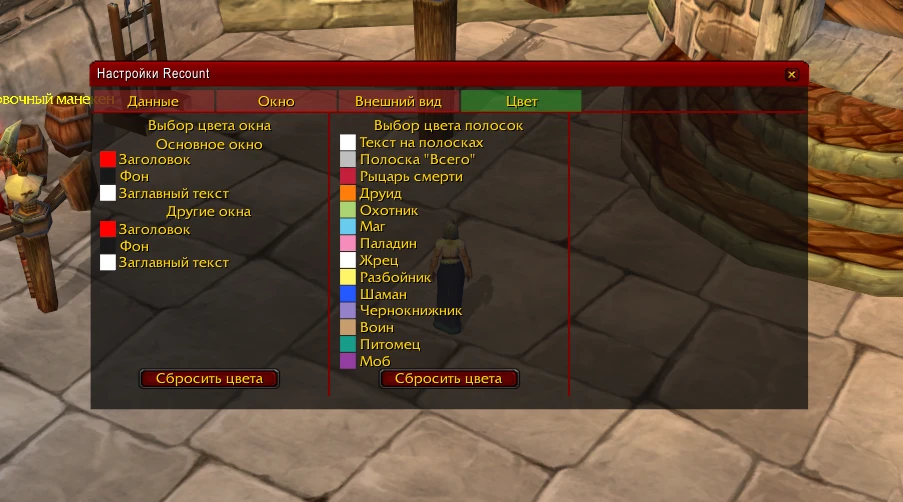 Настройки Recount
Данные
Окно
Внешний вид
Цвет
Выбор цвета окна
Основное окно
Заголовок
Фон
Заглавный текст
Другие окна
Заголовок
Фон
Заглавный текст
Сбросить цвета
Выбор цвета полосок
Текст на полосках
Полоска "Всего"
Рыцарь смерти
Друид
Охотник
Маг
Паладин
Жрец
Разбойник
Шаман
Чернокнижник
Воин
Питомец
Моб
Сбросить цвета